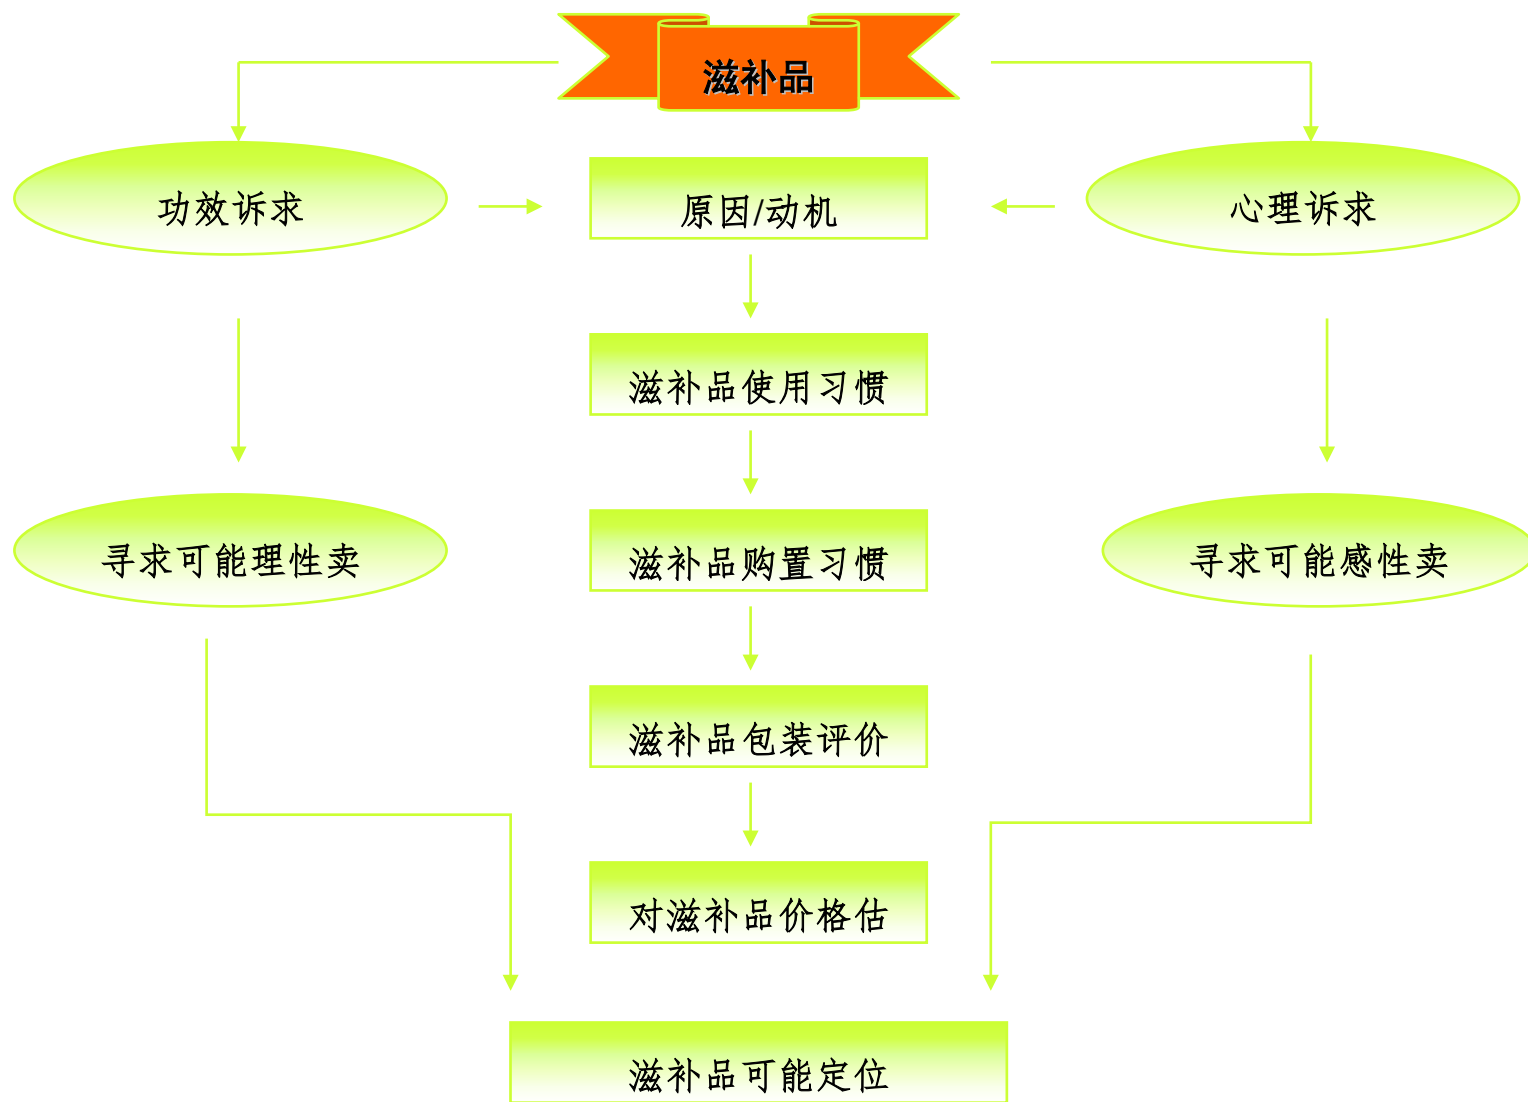 滋补品
功效诉求
原因/动机
心理诉求
滋补品使用习惯
寻求可能理性卖
滋补品购置习惯
寻求可能感性卖
滋补品包装评价
对滋补品价格估
滋补品可能定位